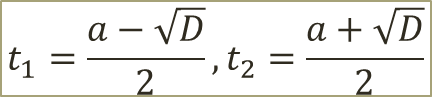 t₁ = (a − √D)/2 , t₂ = (a + √D)/2